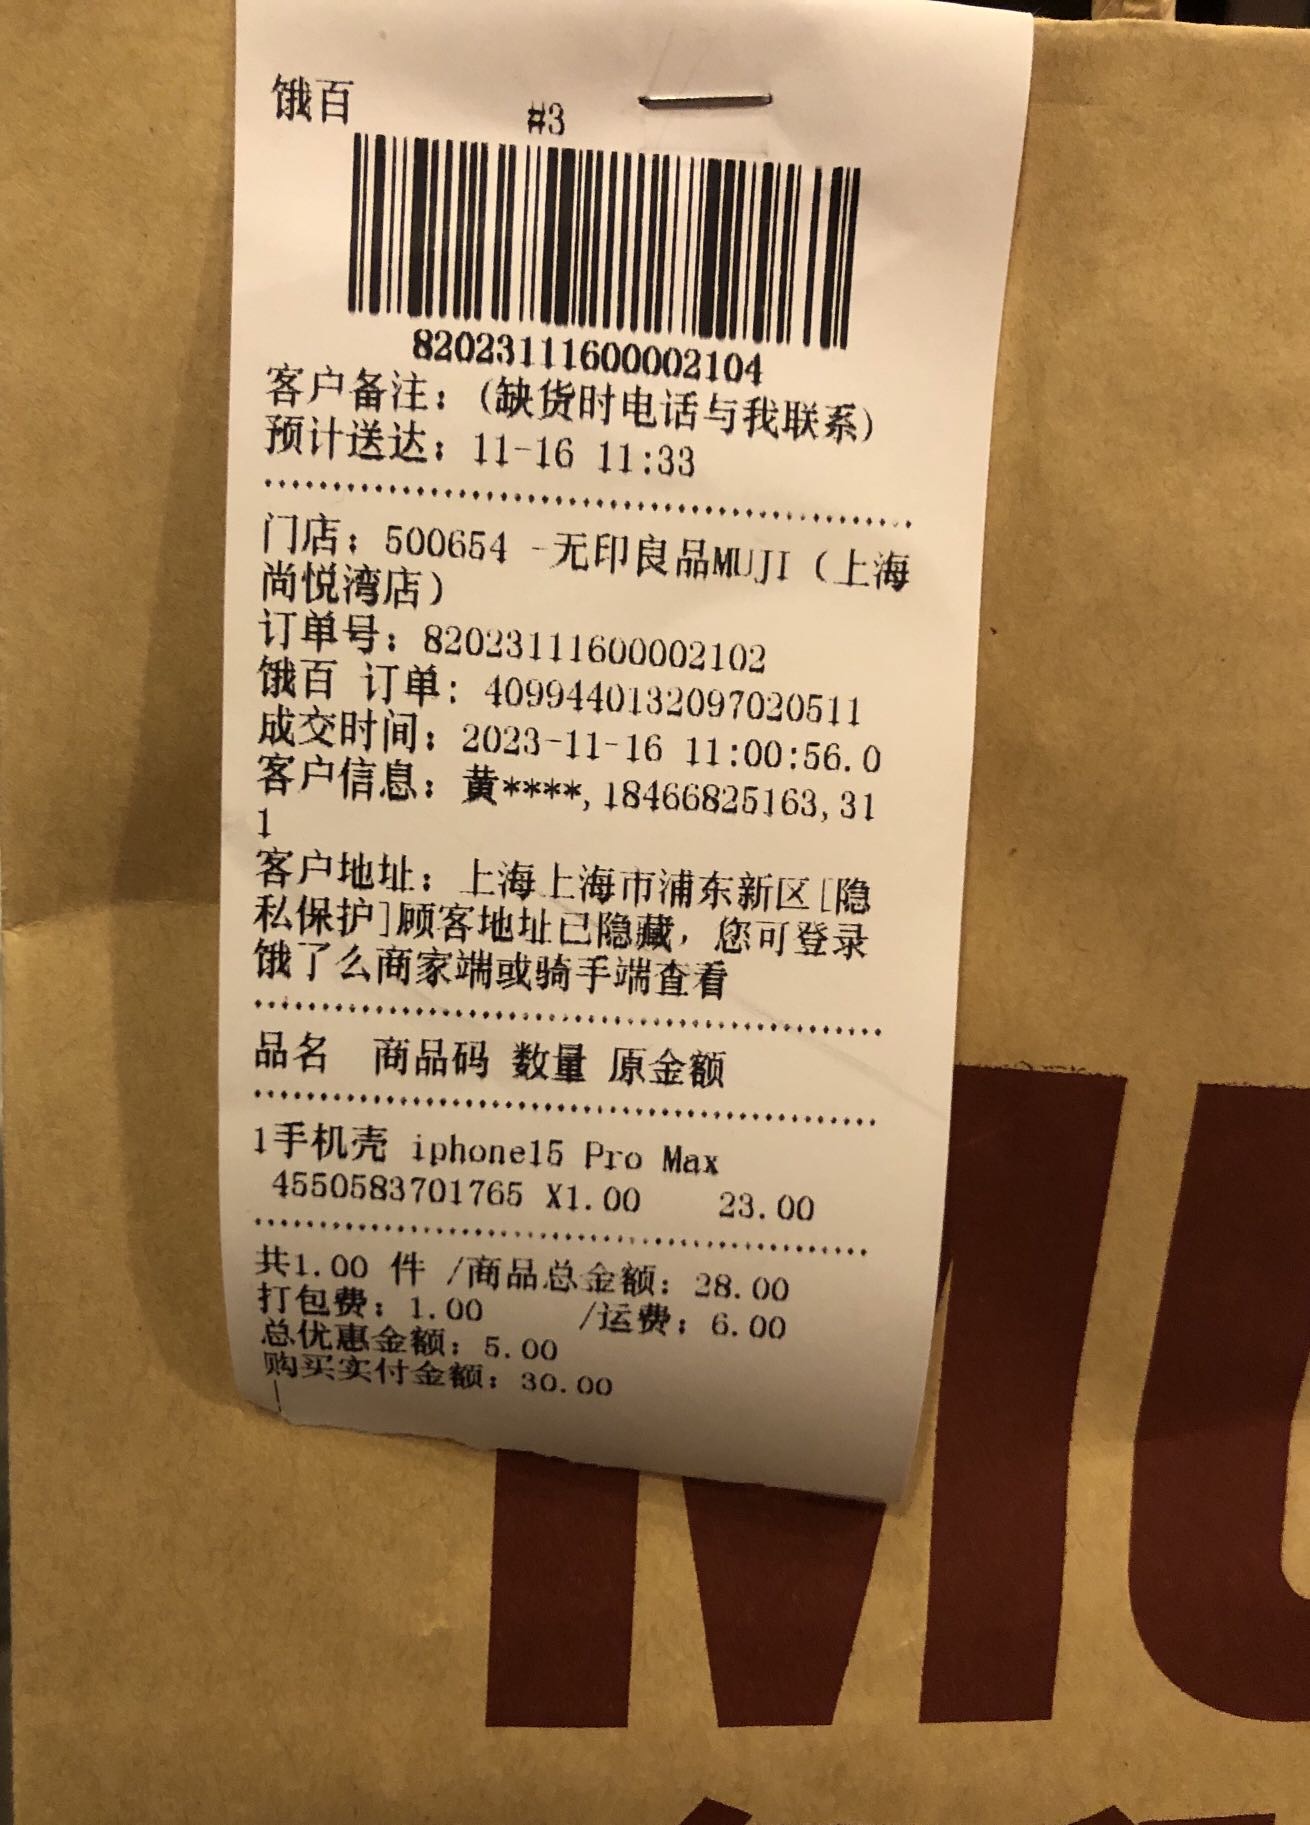 饿百
#3
82023111600002104
客户备注：(缺货时电话与我联系)
预计送达：11-16 11:33
门店：500654 -无印良品MUJI（上海
尚悦湾店）
订单号：82023111600002102
饿百 订单：4099440132097020511
成交时间：2023-11-16 11:00:56.0
客户信息：黄****,18466825163,31
1
客户地址：上海上海市浦东新区[隐
私保护]顾客地址已隐藏，您可登录
饿了么商家端或骑手端查看
品名 商品码 数量 原金额
1手机壳 iphone15 Pro Max
4550583701765 X1.00 23.00
共1.00 件 /商品总金额：28.00
打包费：1.00 /运费：6.00
总优惠金额：5.00
购买实付金额：30.00